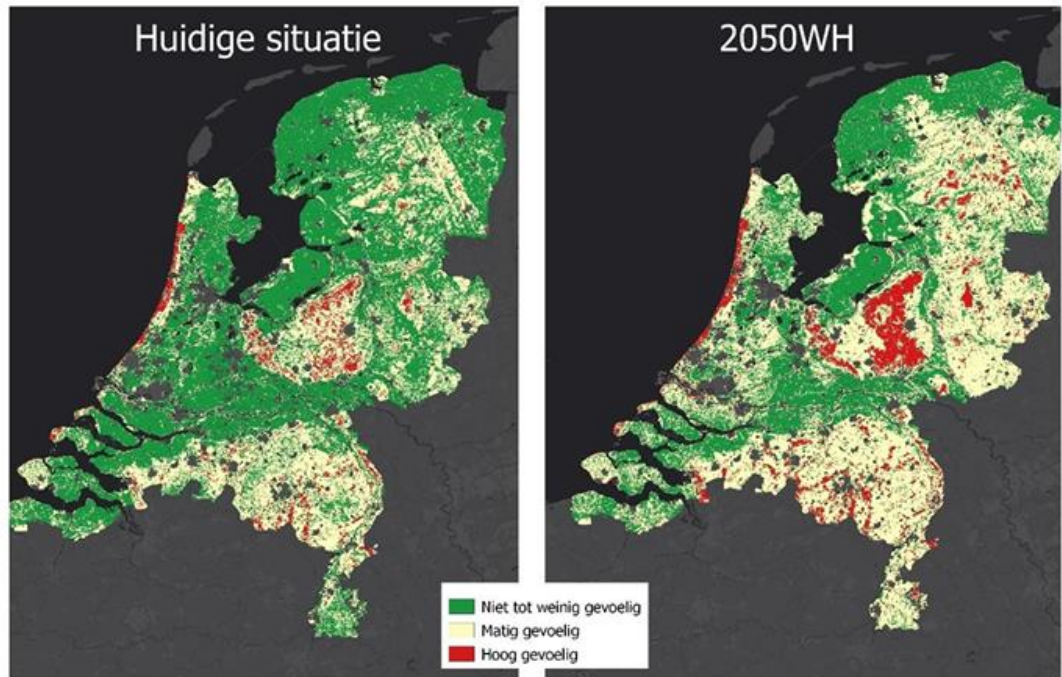 Huidige situatie
2050WH
Niet tot weinig gevoelig
Matig gevoelig
Hoog gevoelig